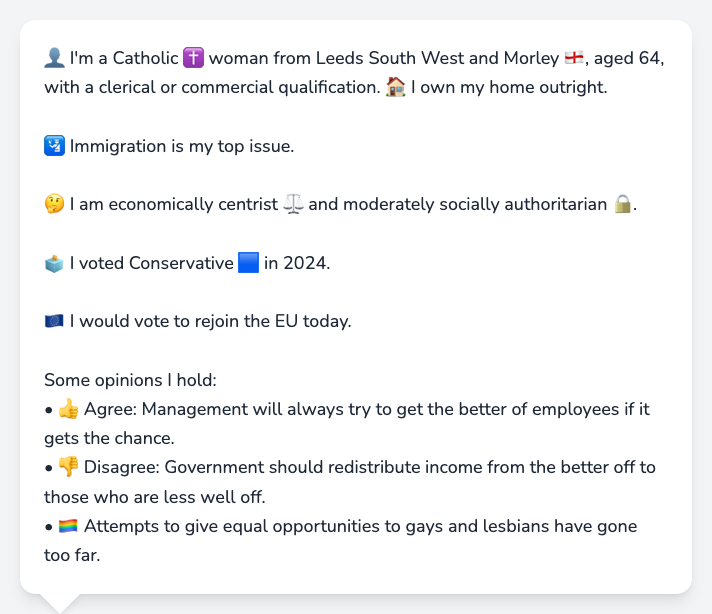 👤 I'm a Catholic ✝️ woman from Leeds South West and Morley 🏴󠁧󠁢󠁥󠁮󠁧󠁿, aged 64,
with a clerical or commercial qualification. 🏠 I own my home outright.
🛂 Immigration is my top issue.
🤔 I am economically centrist ⚖️ and moderately socially authoritarian 🔒.
🗳️ I voted Conservative 🟦 in 2024.
🇪🇺 I would vote to rejoin the EU today.
Some opinions I hold:
• 👍 Agree: Management will always try to get the better of employees if it
gets the chance.
• 👎 Disagree: Government should redistribute income from the better off to
those who are less well off.
• 🏳️‍🌈 Attempts to give equal opportunities to gays and lesbians have gone
too far.